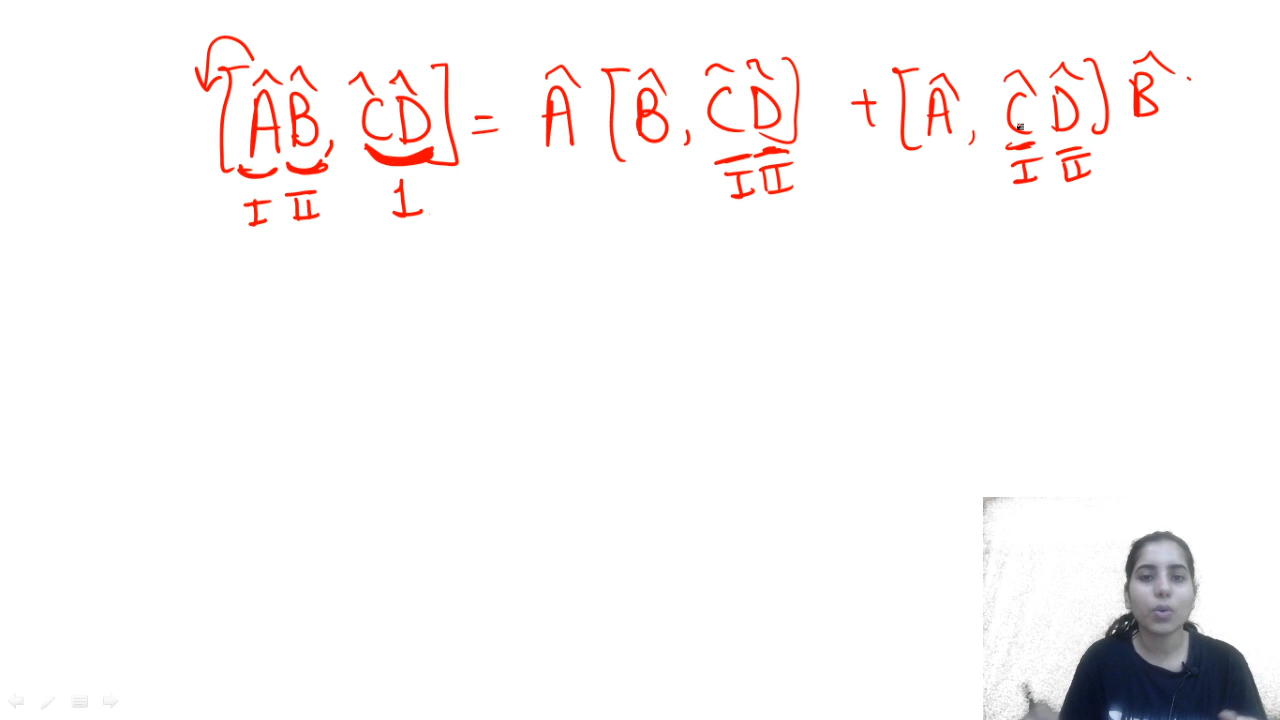 [ÂB̂, ĈD̂] = Â [B̂, ĈD̂] + [Â, ĈD̂] B̂.
I II 1 I II I II